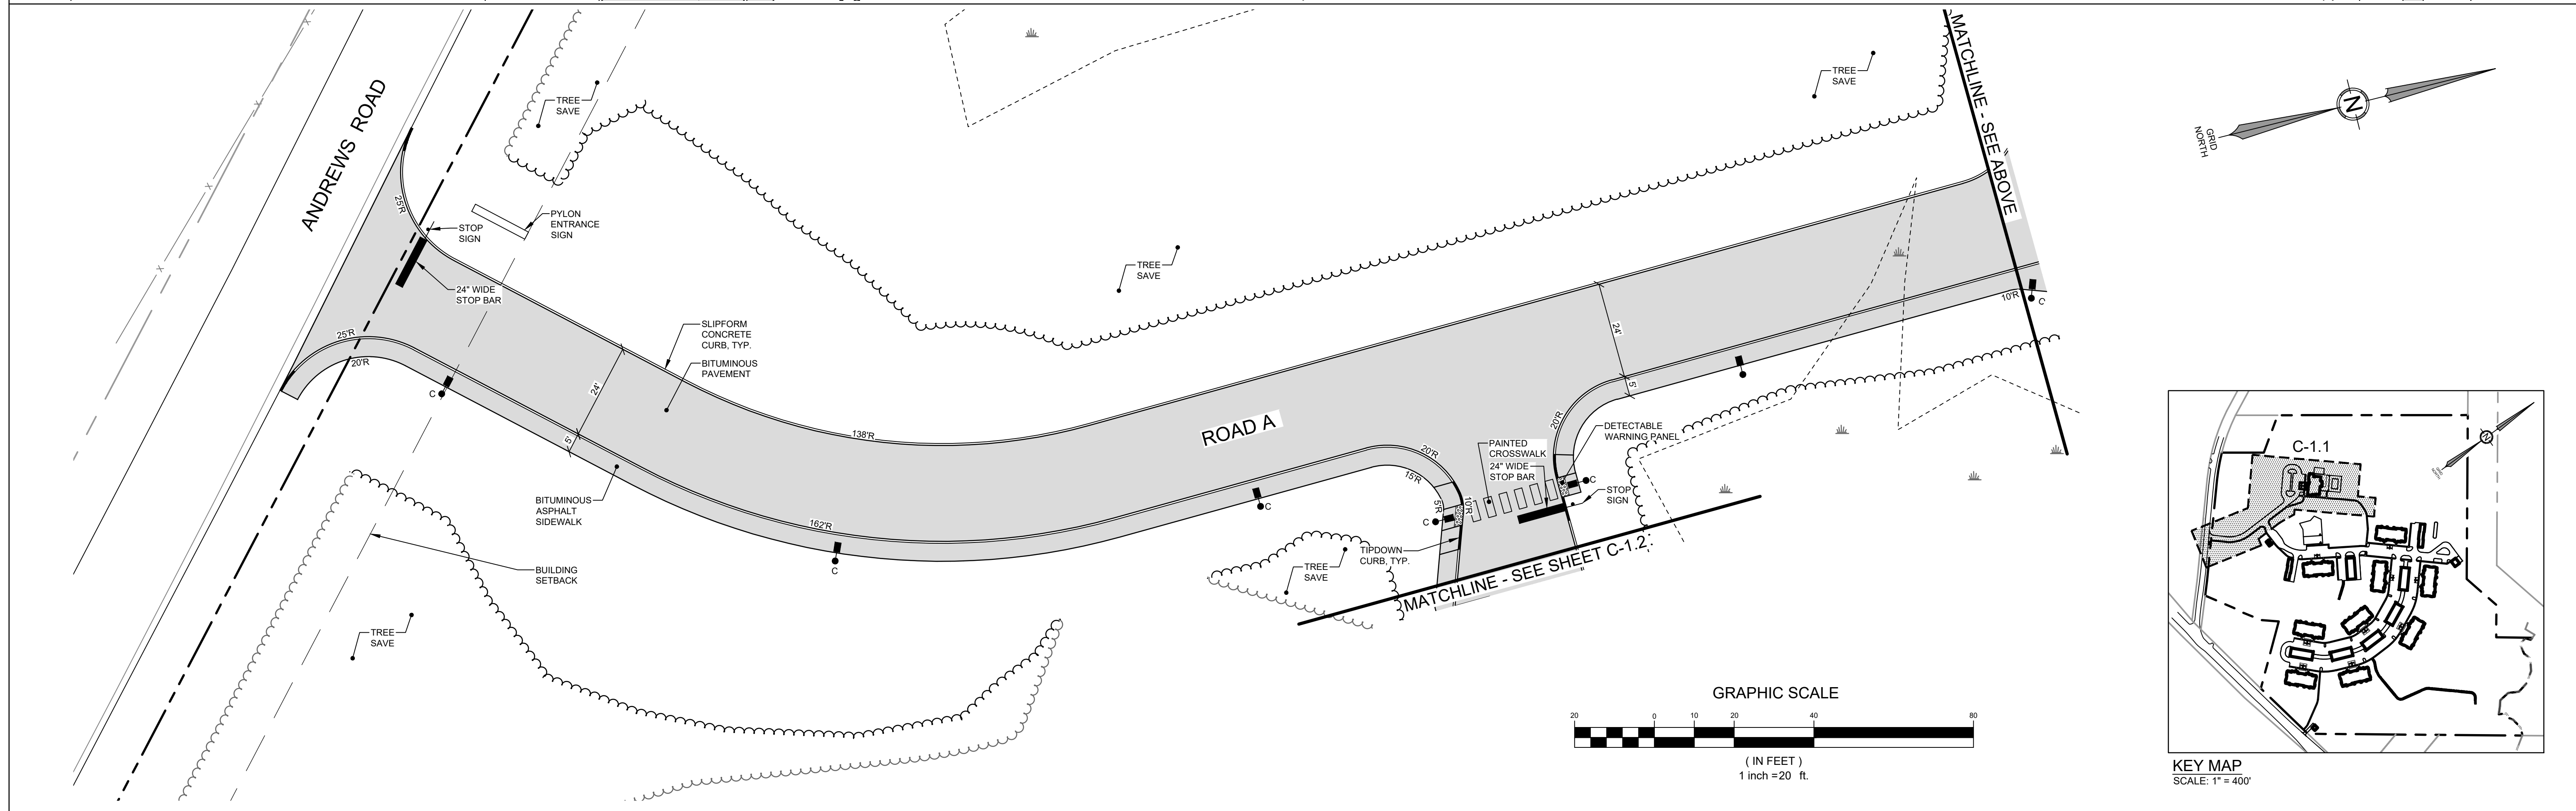 ANDREWS ROAD
TREE
SAVE
STOP
SIGN
PYLON
ENTRANCE
SIGN
25'R
24" WIDE
STOP BAR
25'R
20'R
C
SLIPFORM
CONCRETE
CURB, TYP.
BITUMINOUS
PAVEMENT
24'
5'
BITUMINOUS
ASPHALT
SIDEWALK
BUILDING
SETBACK
TREE
SAVE
138'R
162'R
C
TREE
SAVE
ROAD A
C
20'R
15'R
5'R
10'R
C
PAINTED
CROSSWALK
24" WIDE
STOP BAR
TIPDOWN
CURB, TYP.
TREE
SAVE
MATCHLINE - SEE SHEET C-1.2
20'R
DETECTABLE
WARNING PANEL
C
STOP
SIGN
24'
5'
TREE
SAVE
MATCHLINE - SEE ABOVE
10'R
C
GRID
NORTH
N
GRAPHIC SCALE
20 0 10 20 40 80
( IN FEET )
1 inch = 20 ft.
C-1.1
N
KEY MAP
SCALE: 1" = 400'